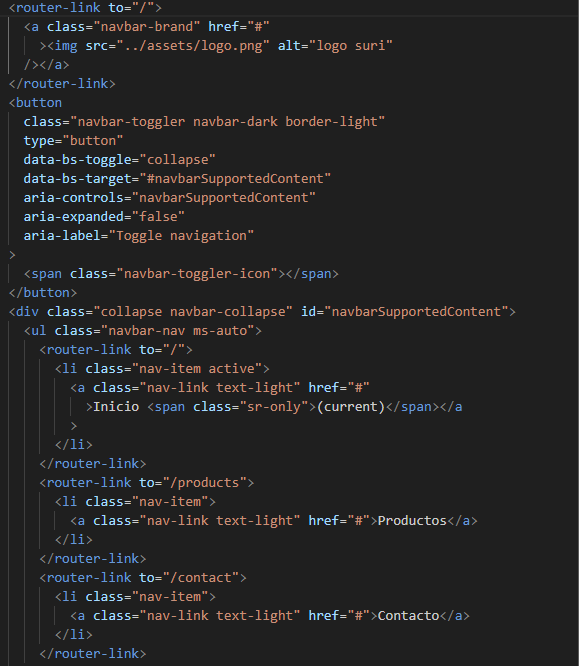 <router-link to="/">
<a class="navbar-brand" href="#"
><img src="../assets/logo.png" alt="logo suri"
/></a>
</router-link>
<button
class="navbar-toggler navbar-dark border-light"
type="button"
data-bs-toggle="collapse"
data-bs-target="#navbarSupportedContent"
aria-controls="navbarSupportedContent"
aria-expanded="false"
aria-label="Toggle navigation"
>
<span class="navbar-toggler-icon"></span>
</button>
<div class="collapse navbar-collapse" id="navbarSupportedContent">
<ul class="navbar-nav ms-auto">
<router-link to="/">
<li class="nav-item active">
<a class="nav-link text-light" href="#"
>Inicio <span class="sr-only">(current)</span></a
>
</li>
</router-link>
<router-link to="/products">
<li class="nav-item">
<a class="nav-link text-light" href="#">Productos</a>
</li>
</router-link>
<router-link to="/contact">
<li class="nav-item">
<a class="nav-link text-light" href="#">Contacto</a>
</li>
</router-link>